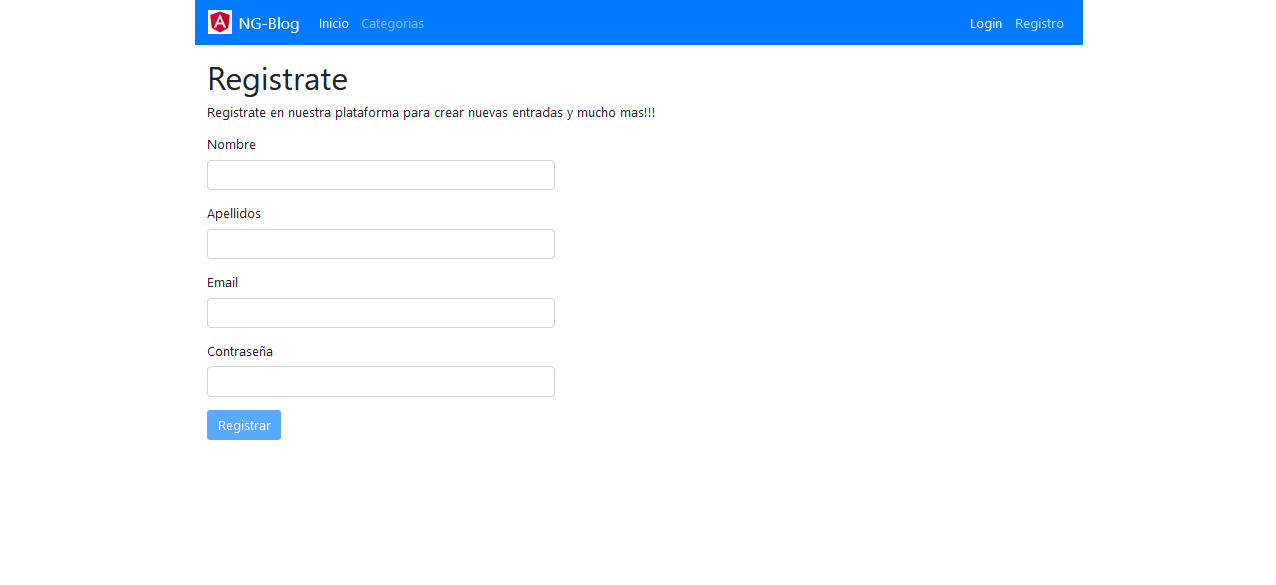 A NG-Blog Inicio Categorias Login Registro
Registrate
Registrate en nuestra plataforma para crear nuevas entradas y mucho mas!!!
Nombre
Apellidos
Email
Contraseña
Registrar